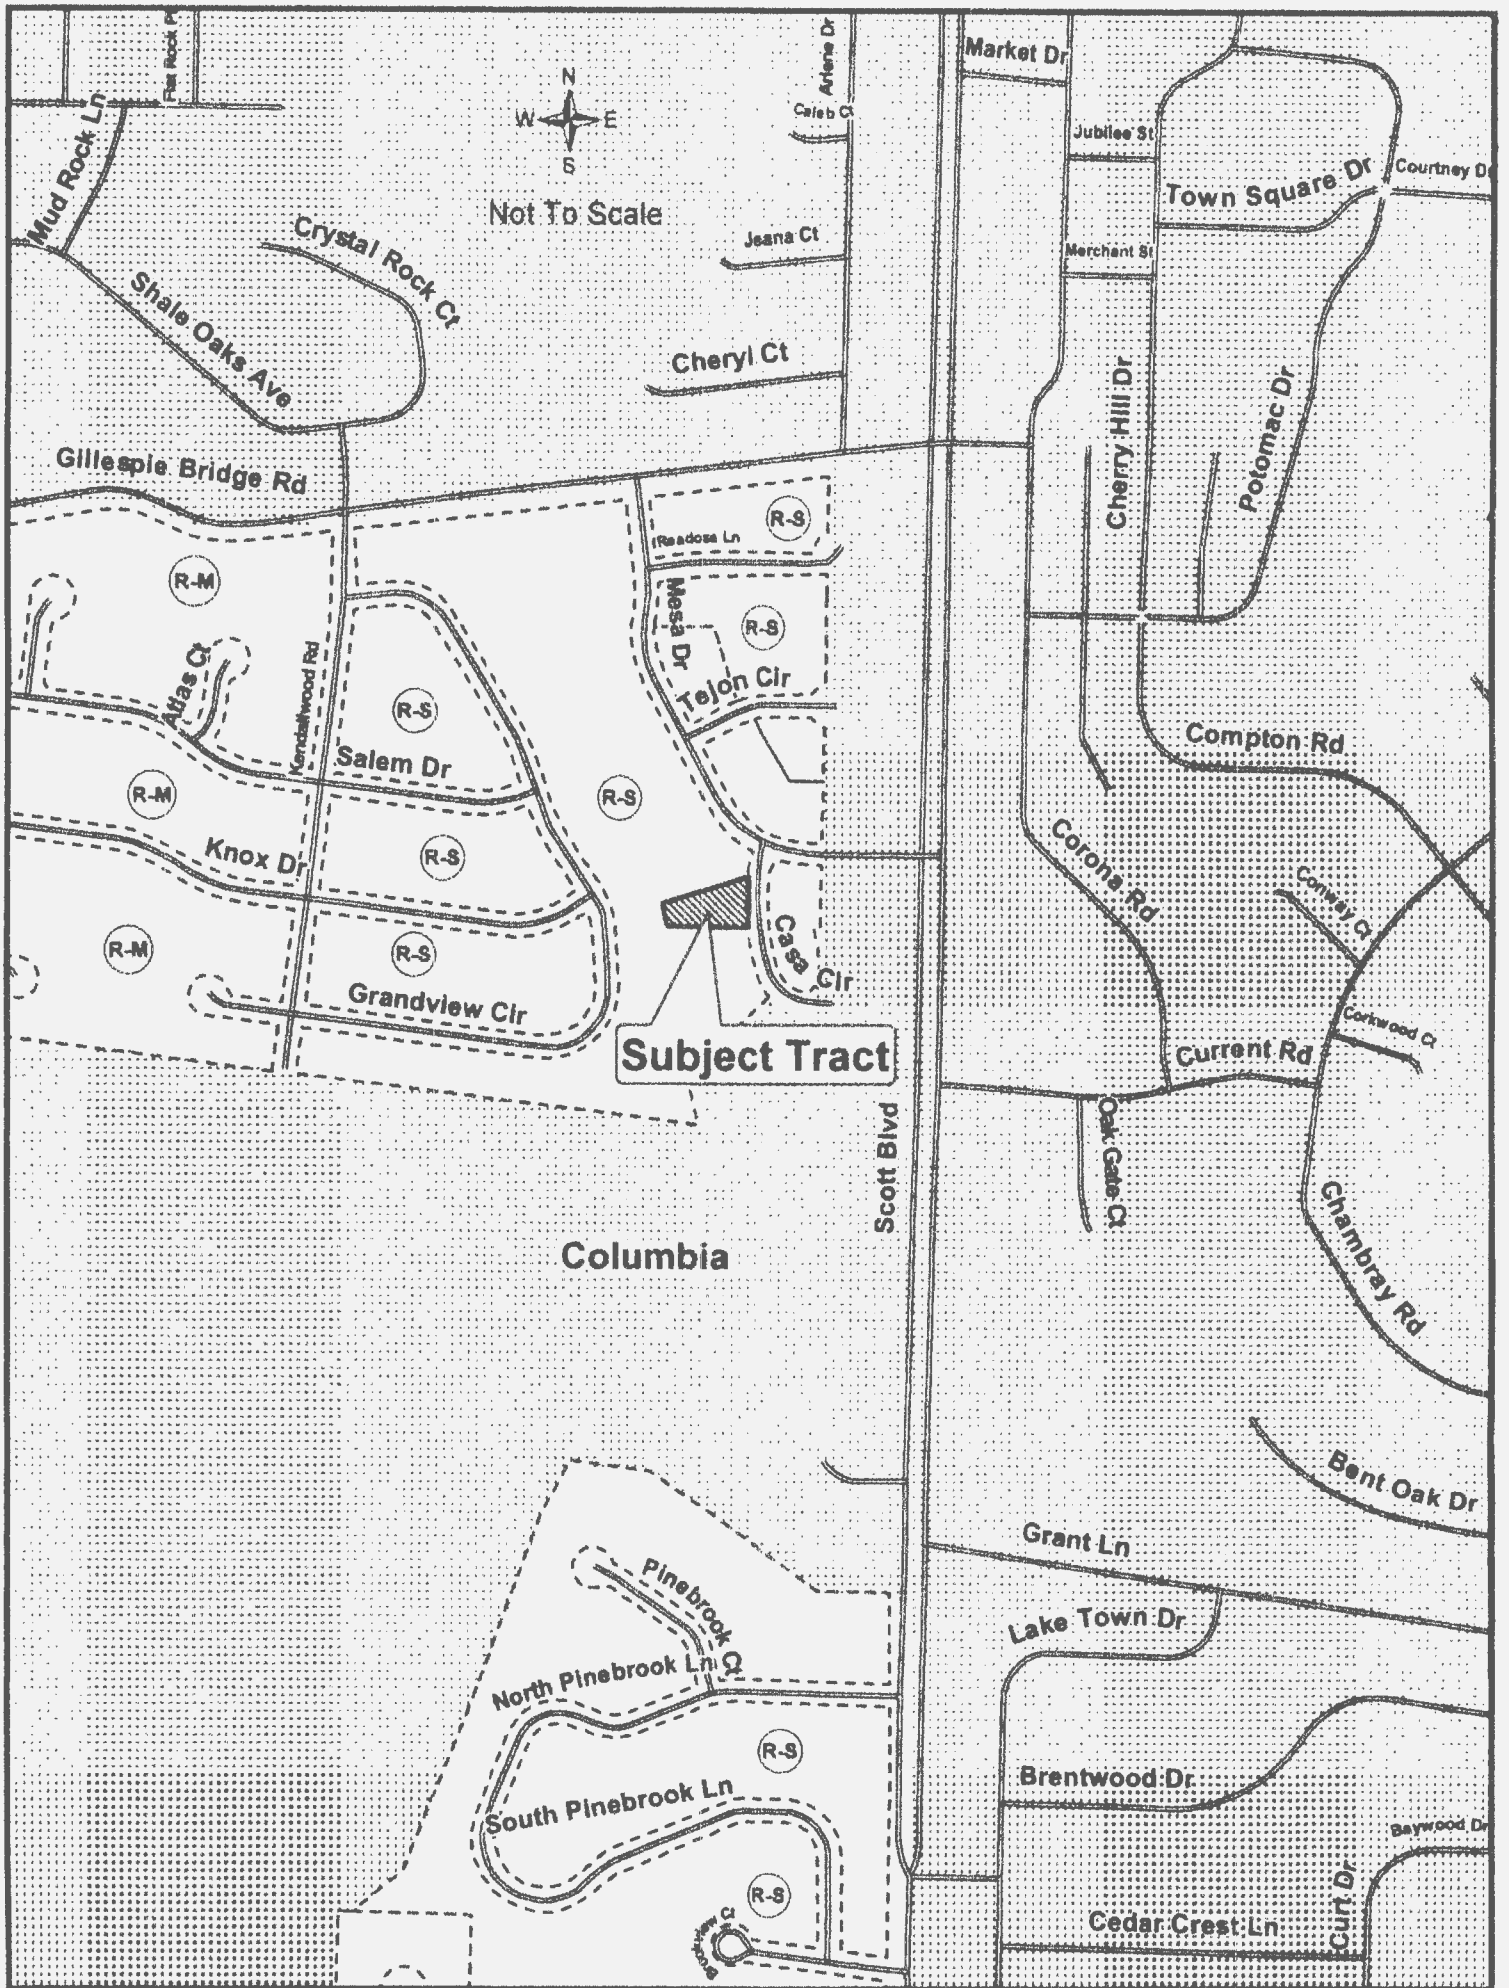 Flat Rock Pl
Arlene Dr
Market Dr
N
W
E
S
Caleb Ct
Mud Rock Ln
Jubilee St
Courtney Dr
Town Square Dr
Not To Scale
Crystal Rock Ct
Jeana Ct
Merchant St
Shale Oaks Ave
Cheryl Ct
Cherry Hill Dr
Potomac Dr
Gillespie Bridge Rd
R-S
Readosa Ln
R-M
Mesa Dr
R-S
Atlas Ct
Kendallwood Rd
R-S
Tejon Cir
Salem Dr
Compton Rd
R-M
R-S
Knox Dr
R-S
Corona Rd
Conway Ct
R-M
R-S
Casa Cir
Grandview Cir
Corkwood Ct
Subject Tract
Current Rd
Scott Blvd
Oak Gate Ct
Columbia
Chambray Rd
Bent Oak Dr
Grant Ln
Pinebrook Ct
Lake Town Dr
North Pinebrook Ln
R-S
Brentwood Dr
South Pinebrook Ln
Baywood Dr
R-S
Curt Dr
Cedar Crest Ln